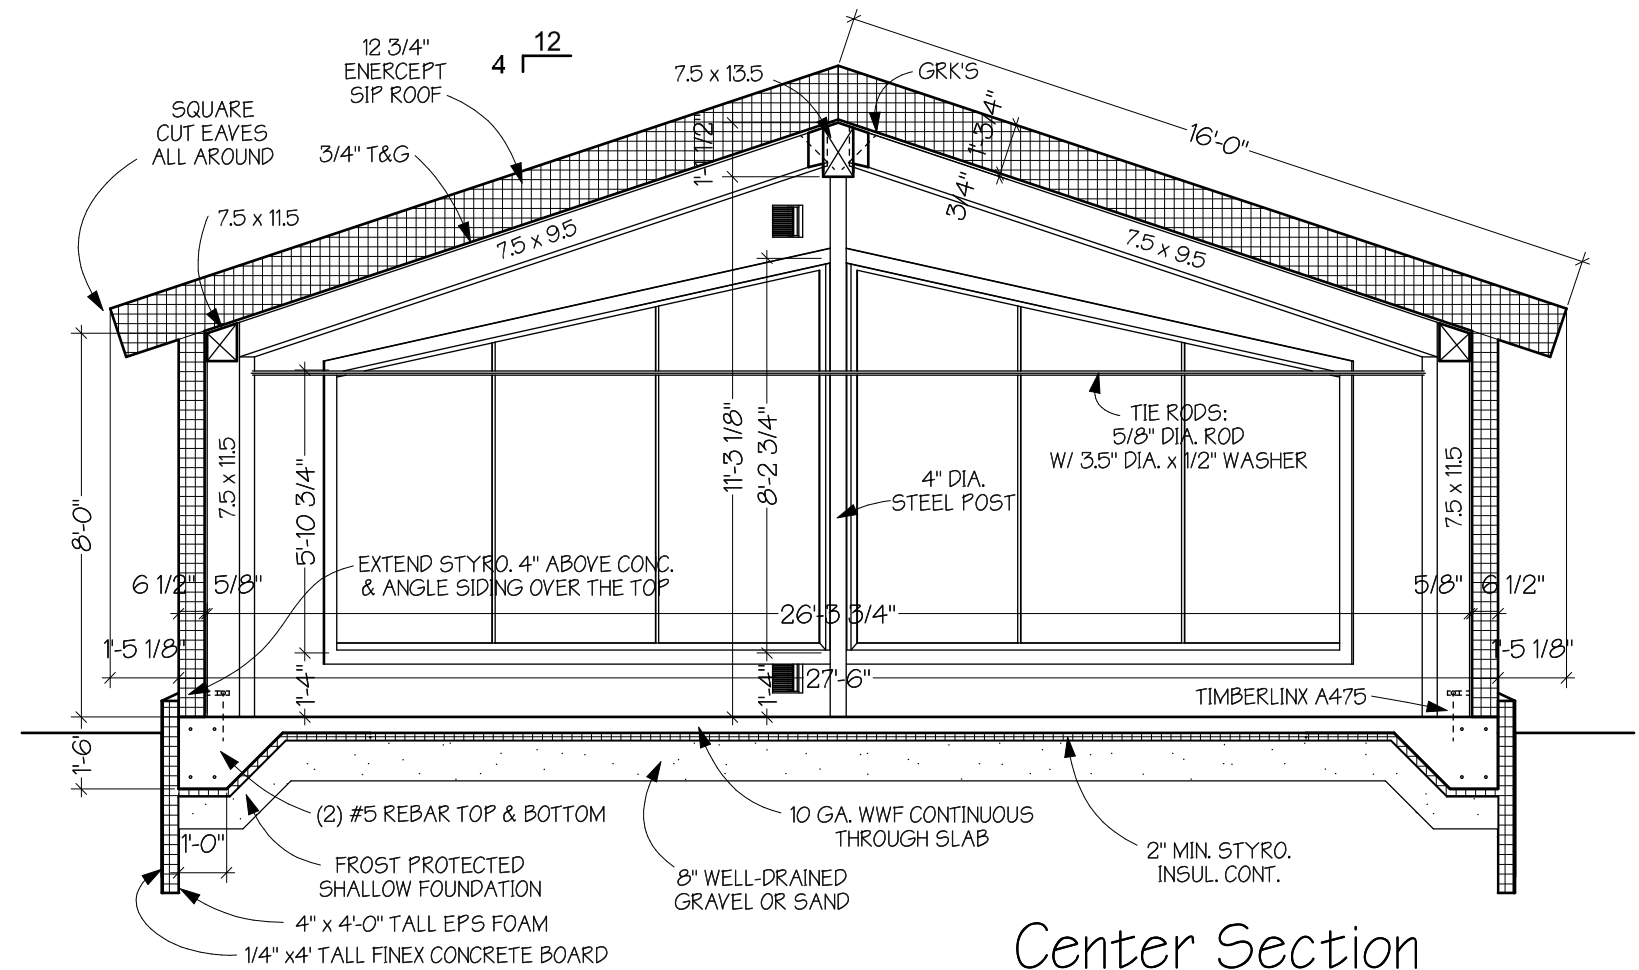 12 3/4"
ENERCEPT
SIP ROOF
4
12
7.5 x 13.5
GRK'S
16'-0"
SQUARE
CUT EAVES
ALL AROUND
3/4" T&G
7.5 x 11.5
1'-1 1/2"
1'-3/4"
3/4"
7.5 x 9.5
7.5 x 9.5
TIE RODS:
5/8" DIA. ROD
W/ 3.5" DIA. x 1/2" WASHER
4" DIA.
STEEL POST
7.5 x 11.5
7.5 x 11.5
8'-0"
5'-10 3/4"
11'-3 1/8"
8'-2 3/4"
EXTEND STYRO. 4" ABOVE CONC.
& ANGLE SIDING OVER THE TOP
6 1/2"
5/8"
26'-3 3/4"
5/8"
6 1/2"
1'-5 1/8"
1'-4"
1'-4"
27'-6"
1'-5 1/8"
TIMBERLINX A475
1'-6"
(2) #5 REBAR TOP & BOTTOM
10 GA. WWF CONTINUOUS
THROUGH SLAB
1'-0"
FROST PROTECTED
SHALLOW FOUNDATION
8" WELL-DRAINED
GRAVEL OR SAND
2" MIN. STYRO.
INSUL. CONT.
4" x 4'-0" TALL EPS FOAM
1/4" x4' TALL FINEX CONCRETE BOARD
Center Section